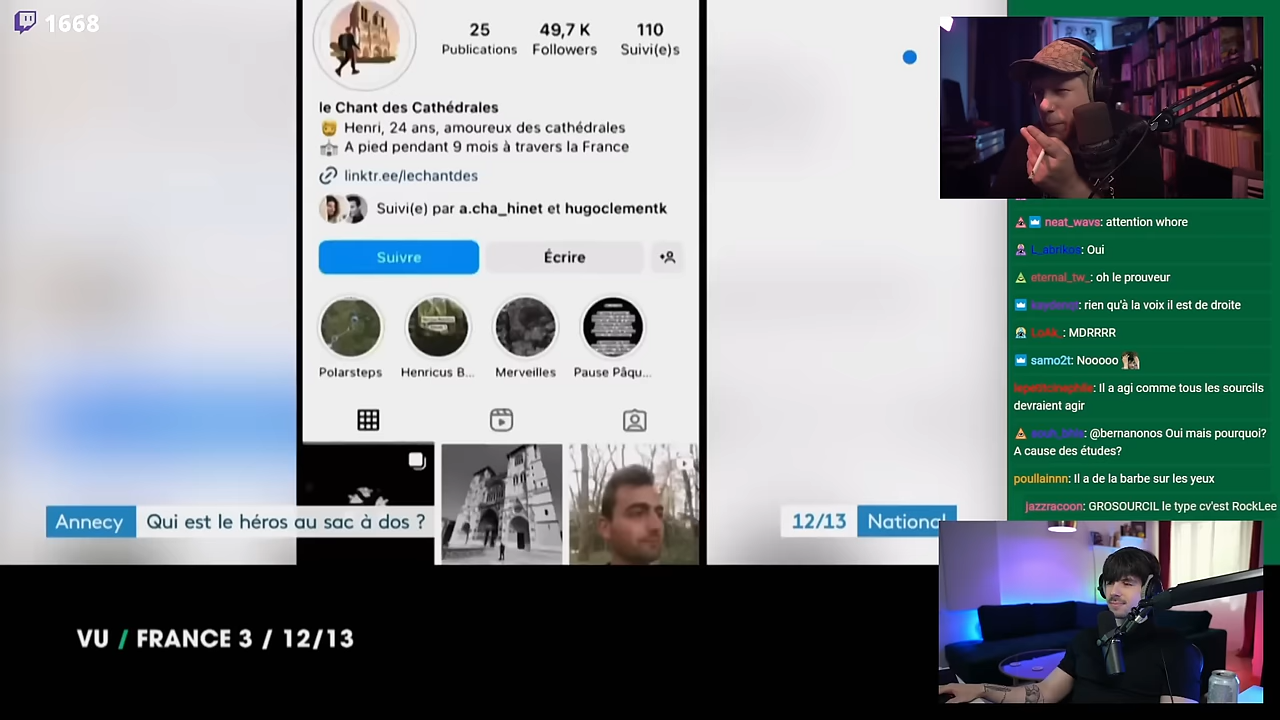 1668
25
49,7 K
110
Publications
Followers
Suivi(e)s
le Chant des Cathédrales
Henri, 24 ans, amoureux des cathédrales
A pied pendant 9 mois à travers la France
linktr.ee/lechantdes
Suivi(e) par a.cha_hinet et hugoclementk
Suivre
Écrire
Polarsteps
Henricus B...
Merveilles
Pause Pâqu...
Annecy
Qui est le héros au sac à dos ?
12/13
National
VU / FRANCE 3 / 12/13
neat_wavs: attention whore
L_abrikos: Oui
eternal_tw_: oh le prouveur
rien qu'à la voix il est de droite
MDRRRR
samo2t: Nooooo
Il a agi comme tous les sourcils
devraient agir
@bernanonos Oui mais pourquoi?
A cause des études?
poullainnn: Il a de la barbe sur les yeux
jazzracoon: GROSOURCIL le type cv'est RockLee